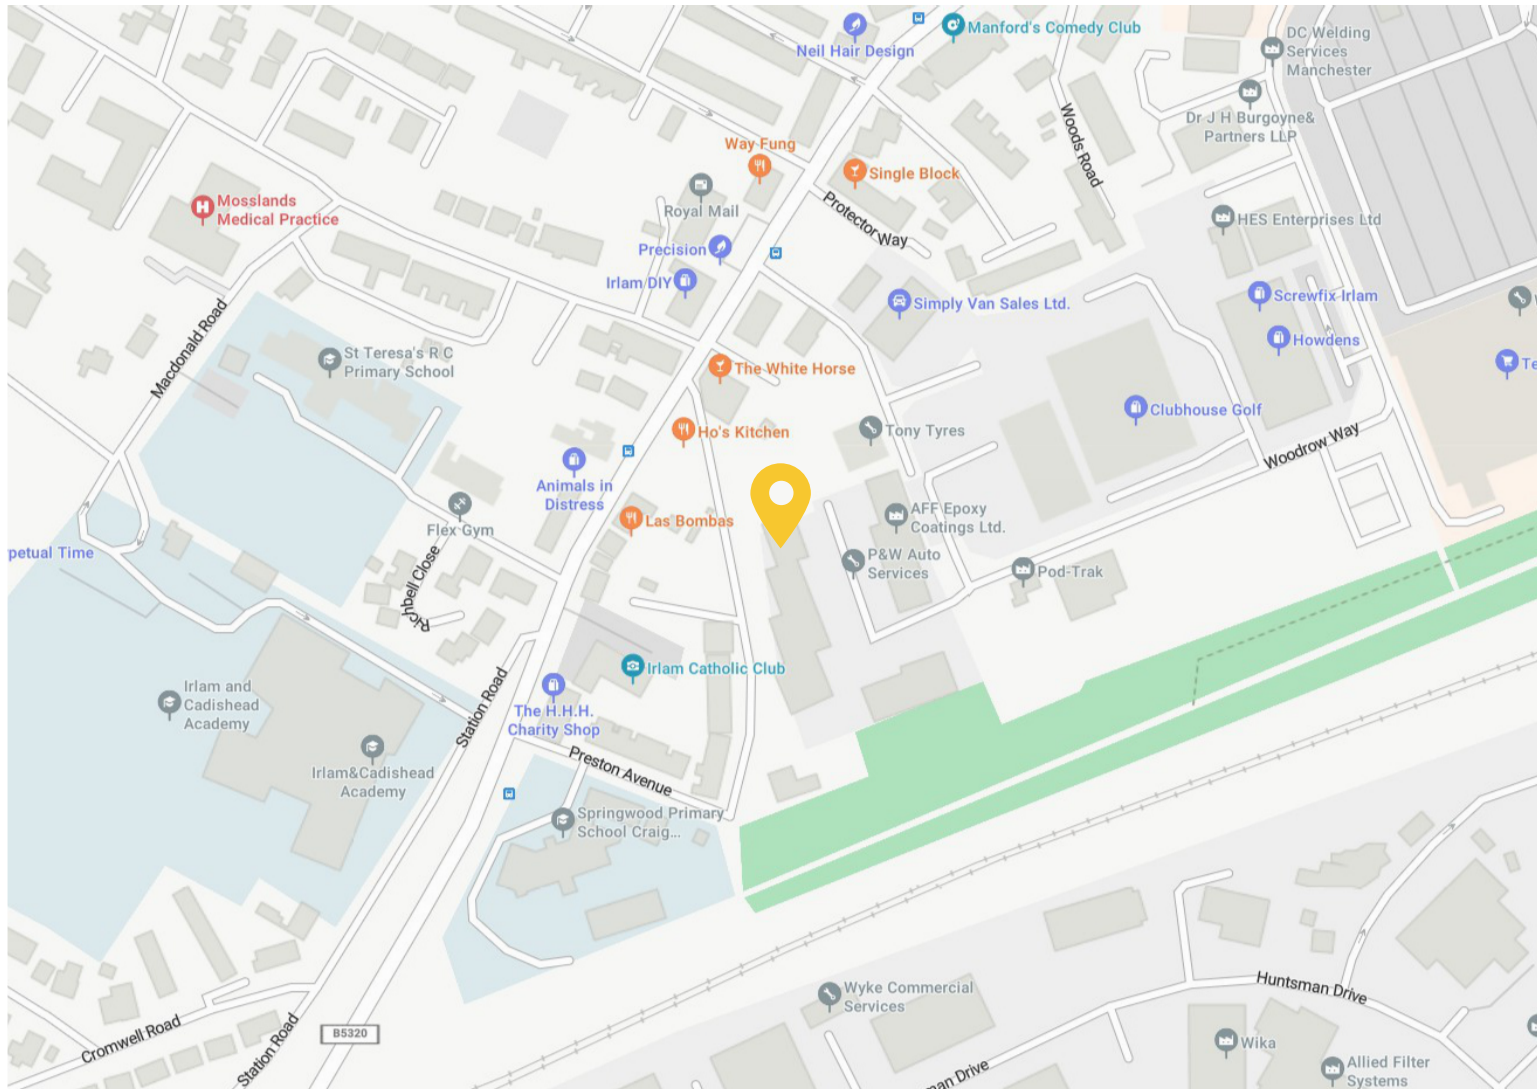 Neil Hair Design
Manford's Comedy Club
DC Welding
Services
Manchester
Dr J H Burgoyne&
Partners LLP
Woods Road
Way Fung
Single Block
Royal Mail
Mosslands
Medical Practice
Protector Way
HES Enterprises Ltd
Precision
Irlam DIY
Simply Van Sales Ltd.
Screwfix Irlam
Howdens
Macdonald Road
St Teresa's R C
Primary School
The White Horse
Te
Clubhouse Golf
Ho's Kitchen
Tony Tyres
Woodrow Way
Animals in
Distress
Las Bombas
AFF Epoxy
Coatings Ltd.
Flex Gym
petual Time
Richbell Close
P&W Auto
Services
Pod-Trak
Irlam Catholic Club
Irlam and
Cadishead
Academy
Station Road
The H.H.H.
Charity Shop
Irlam&Cadishead
Academy
Preston Avenue
Springwood Primary
School Craig...
Wyke Commercial
Services
Huntsman Drive
Cromwell Road
B5320
Station Road
Wika
man Drive
Allied Filter
Systems